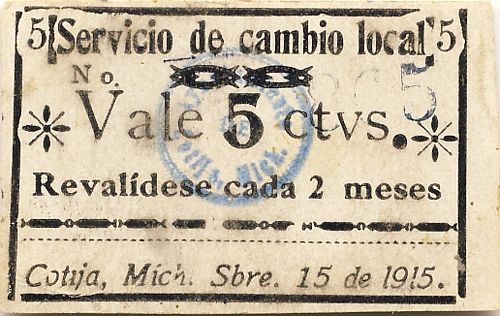 5 Servicio de cambio local 5
No.
Vale 5 ctvs.
Revalídese cada 2 meses
Cotija, Mich. Sbre. 15 de 1915.